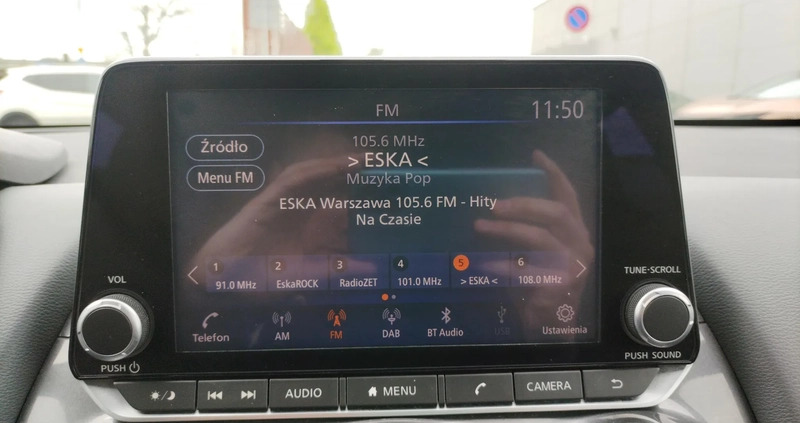 FM 11:50
Źródło
105.6 MHz
> ESKA <
Menu FM
Muzyka Pop
ESKA Warszawa 105.6 FM - Hity
Na Czasie
1 2 3 4 5 6
91.0 MHz EskaROCK RadioZET 101.0 MHz > ESKA < 108.0 MHz
Telefon AM FM DAB BT Audio USB Ustawienia
VOL
PUSH
TUNE·SCROLL
PUSH SOUND
AUDIO MENU CAMERA